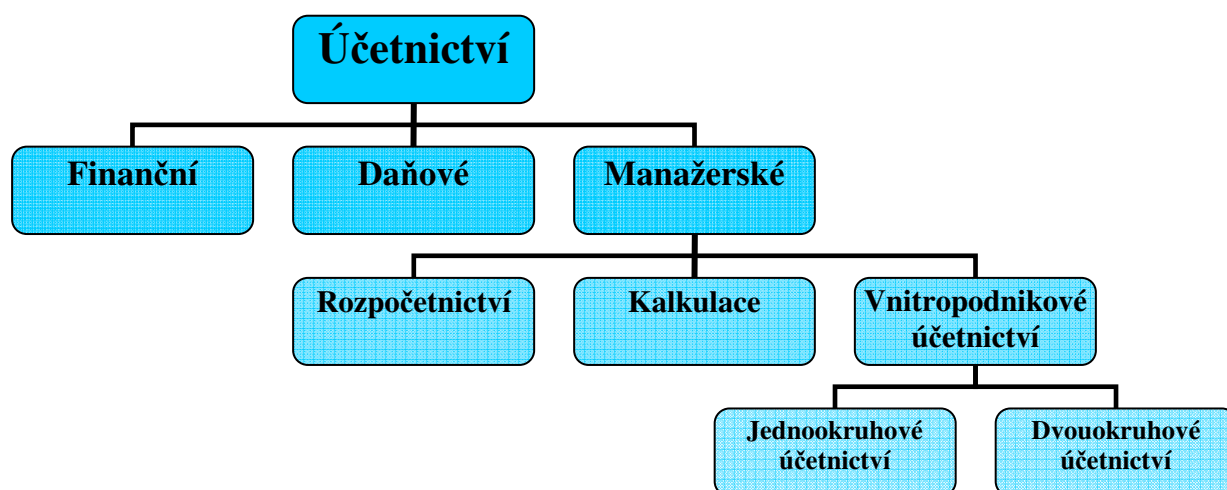 Účetnictví
Finanční
Daňové
Manažerské
Rozpočetnictví
Kalkulace
Vnitropodnikové
účetnictví
Jednookruhové
účetnictví
Dvouokruhové
účetnictví